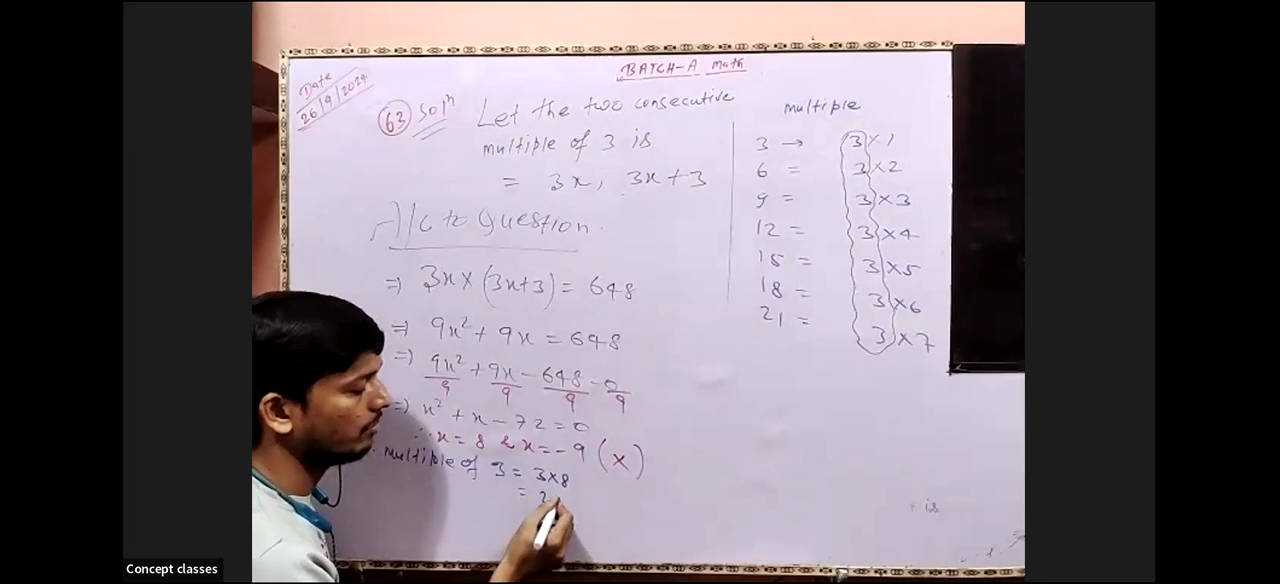 BATCH-A Math
Date
26/9/2024
63 Solⁿ Let the two consecutive
multiple of 3 is
= 3x, 3x+3
A/c to Question.
⇒ 3x×(3x+3) = 648
⇒ 9x² + 9x = 648
⇒ 9x²/9 + 9x/9 - 648/9 - 0/9
⇒ x² + x - 72 = 0
∴ x = 8 & x = -9 (×)
multiple of 3 = 3×8
= 2
multiple
3 → 3×1
6 = 3×2
9 = 3×3
12 = 3×4
15 = 3×5
18 = 3×6
21 = 3×7
is
Concept classes